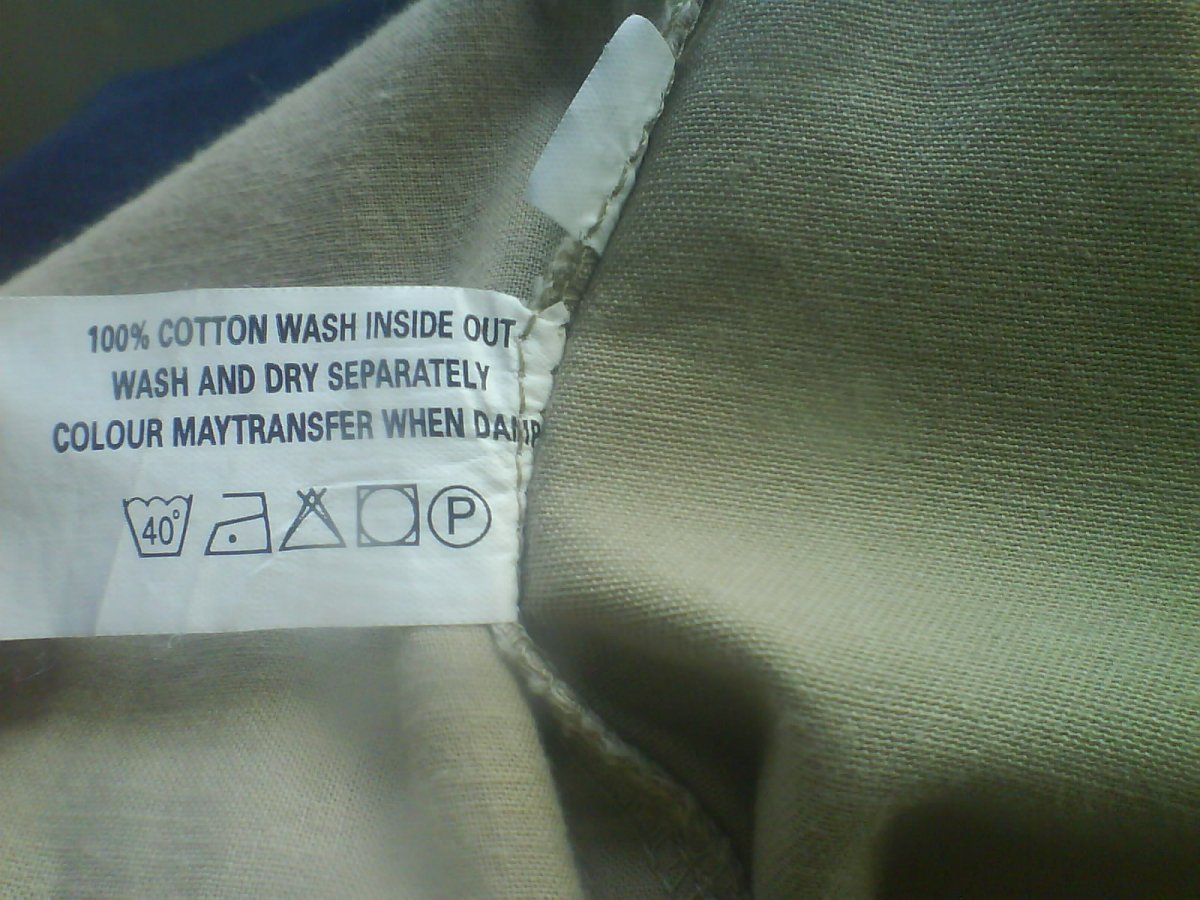 100% COTTON WASH INSIDE OUT
WASH AND DRY SEPARATELY
COLOUR MAYTRANSFER WHEN DAMP
40° P